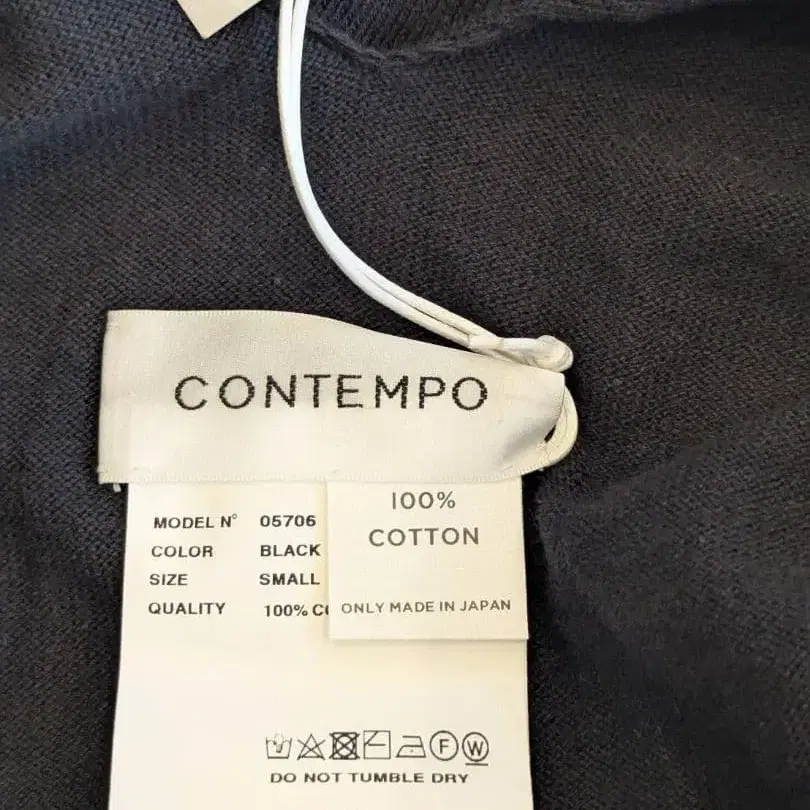 CONTEMPO
MODEL N° 05706
COLOR BLACK
SIZE SMALL
QUALITY 100%
100%
COTTON
ONLY MADE IN JAPAN
F W
DO NOT TUMBLE DRY